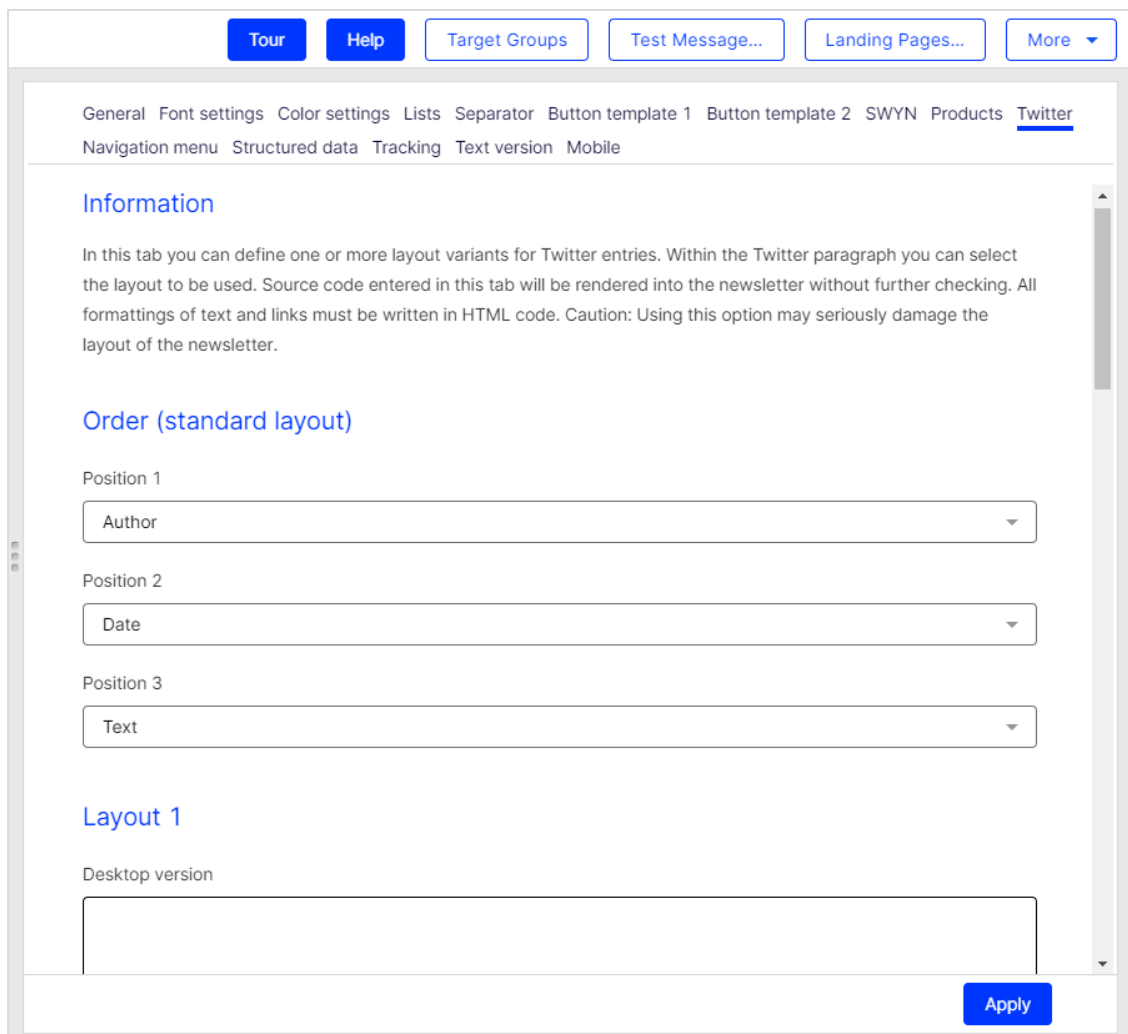 Tour Help Target Groups Test Message... Landing Pages... More
General Font settings Color settings Lists Separator Button template 1 Button template 2 SWYN Products Twitter
Navigation menu Structured data Tracking Text version Mobile
Information
In this tab you can define one or more layout variants for Twitter entries. Within the Twitter paragraph you can select
the layout to be used. Source code entered in this tab will be rendered into the newsletter without further checking. All
formattings of text and links must be written in HTML code. Caution: Using this option may seriously damage the
layout of the newsletter.
Order (standard layout)
Position 1
Author
Position 2
Date
Position 3
Text
Layout 1
Desktop version
Apply